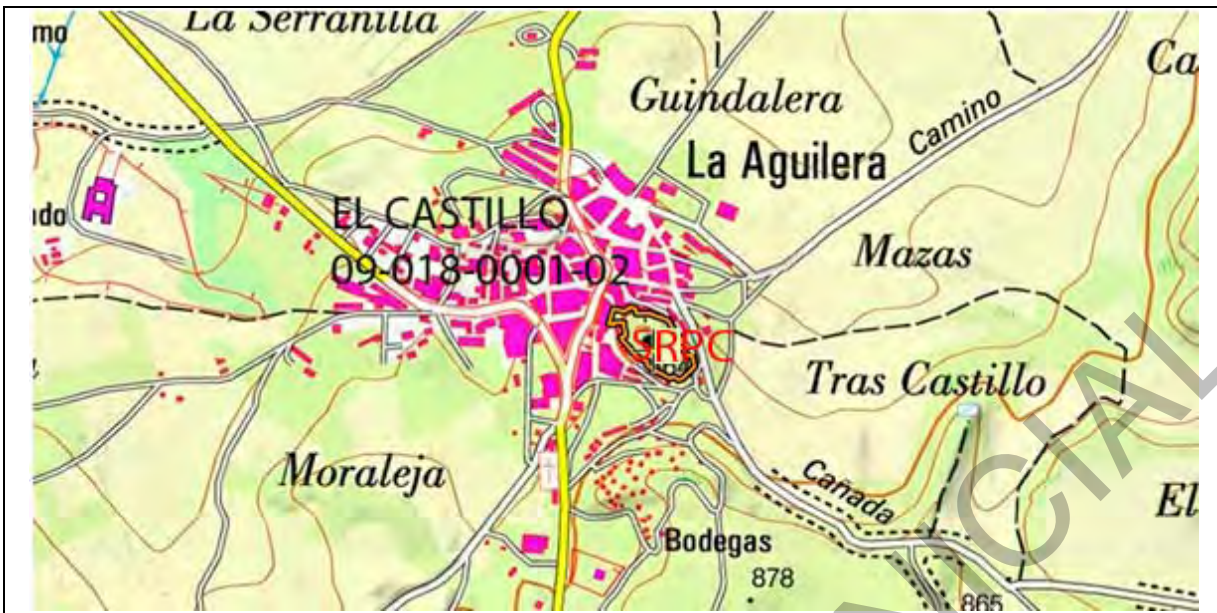 La Serranilla
mo
Guindalera
Ca
Camino
La Aguilera
EL CASTILLO
09-018-0001-02
ndo
Mazas
SRPC
Tras Castillo
Moraleja
Cañada
El
Bodegas
878
865
NCIAL